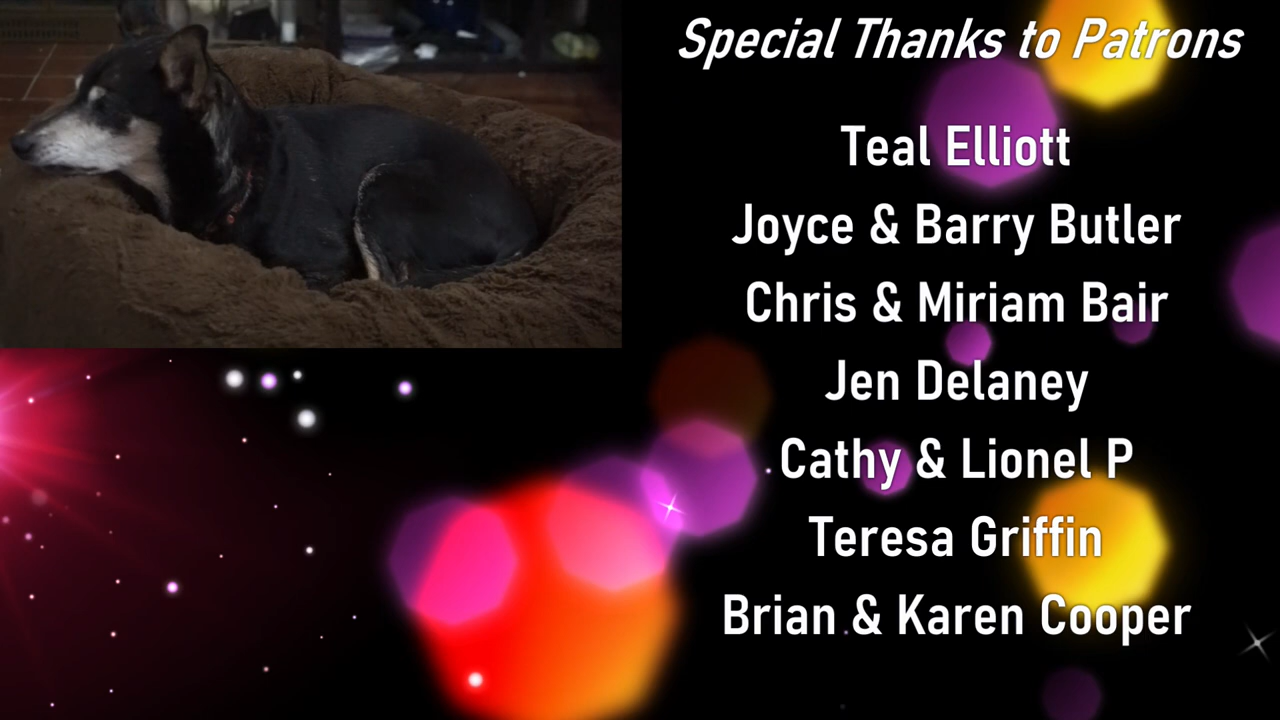 Special Thanks to Patrons
Teal Elliott
Joyce & Barry Butler
Chris & Miriam Bair
Jen Delaney
Cathy & Lionel P
Teresa Griffin
Brian & Karen Cooper